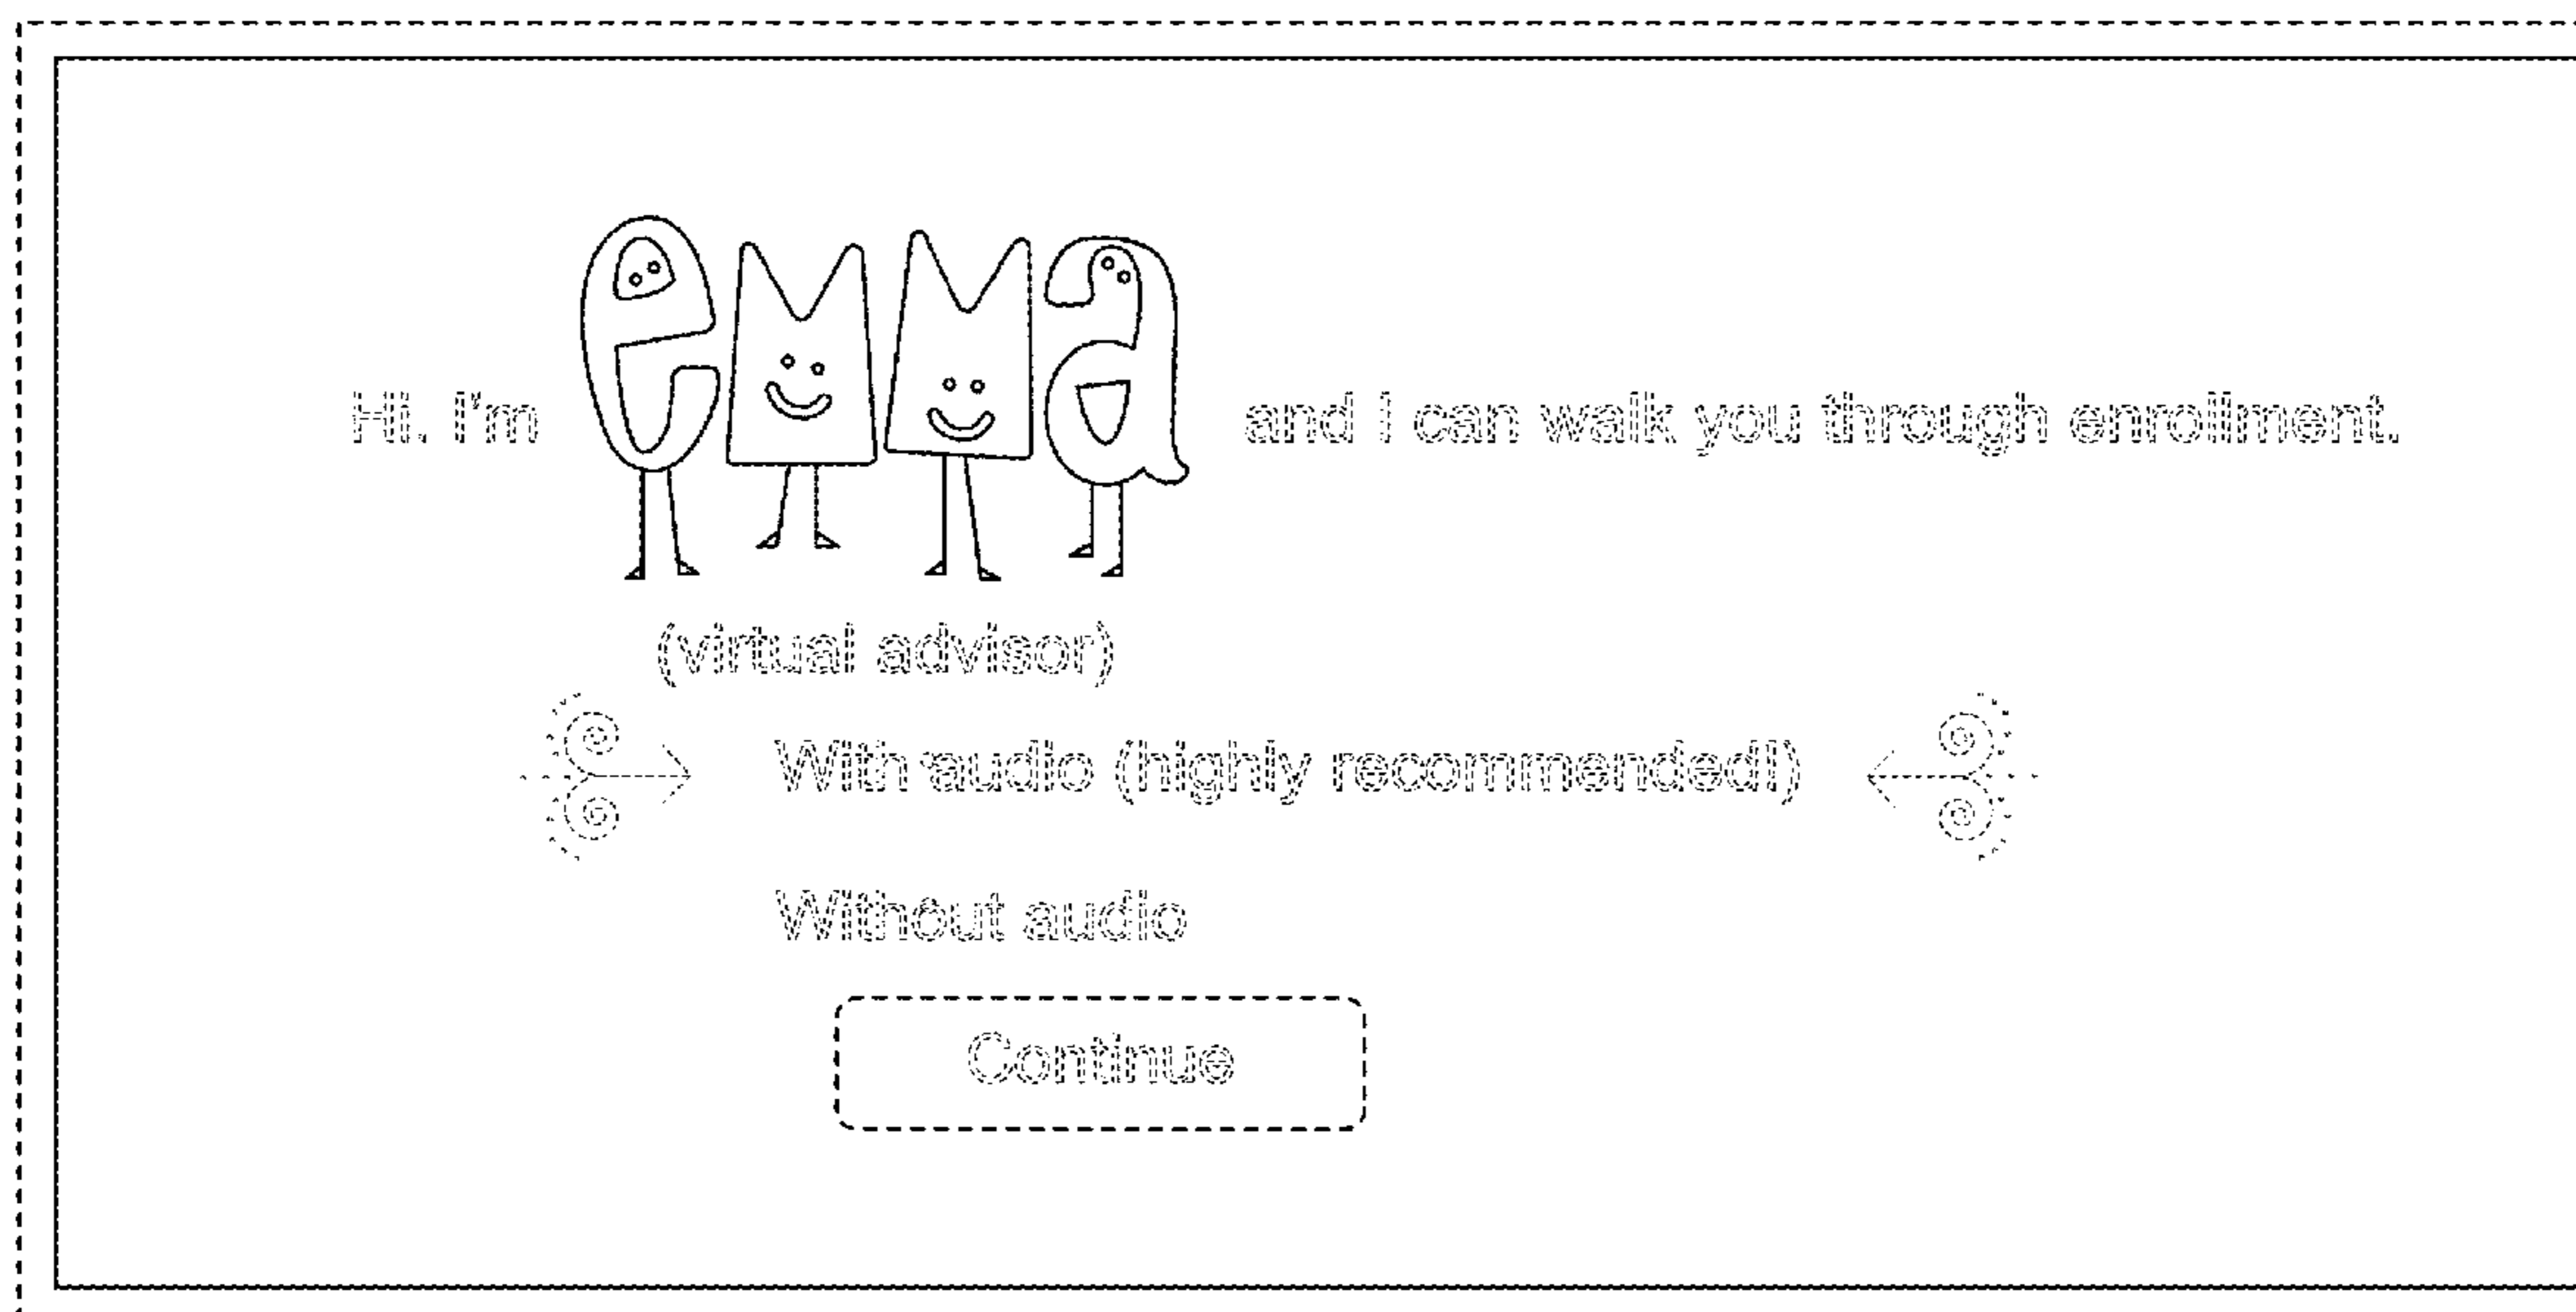 Hi. I'm emma and I can walk you through enrollment.
(virtual advisor)
With audio (highly recommended!)
Without audio
Continue